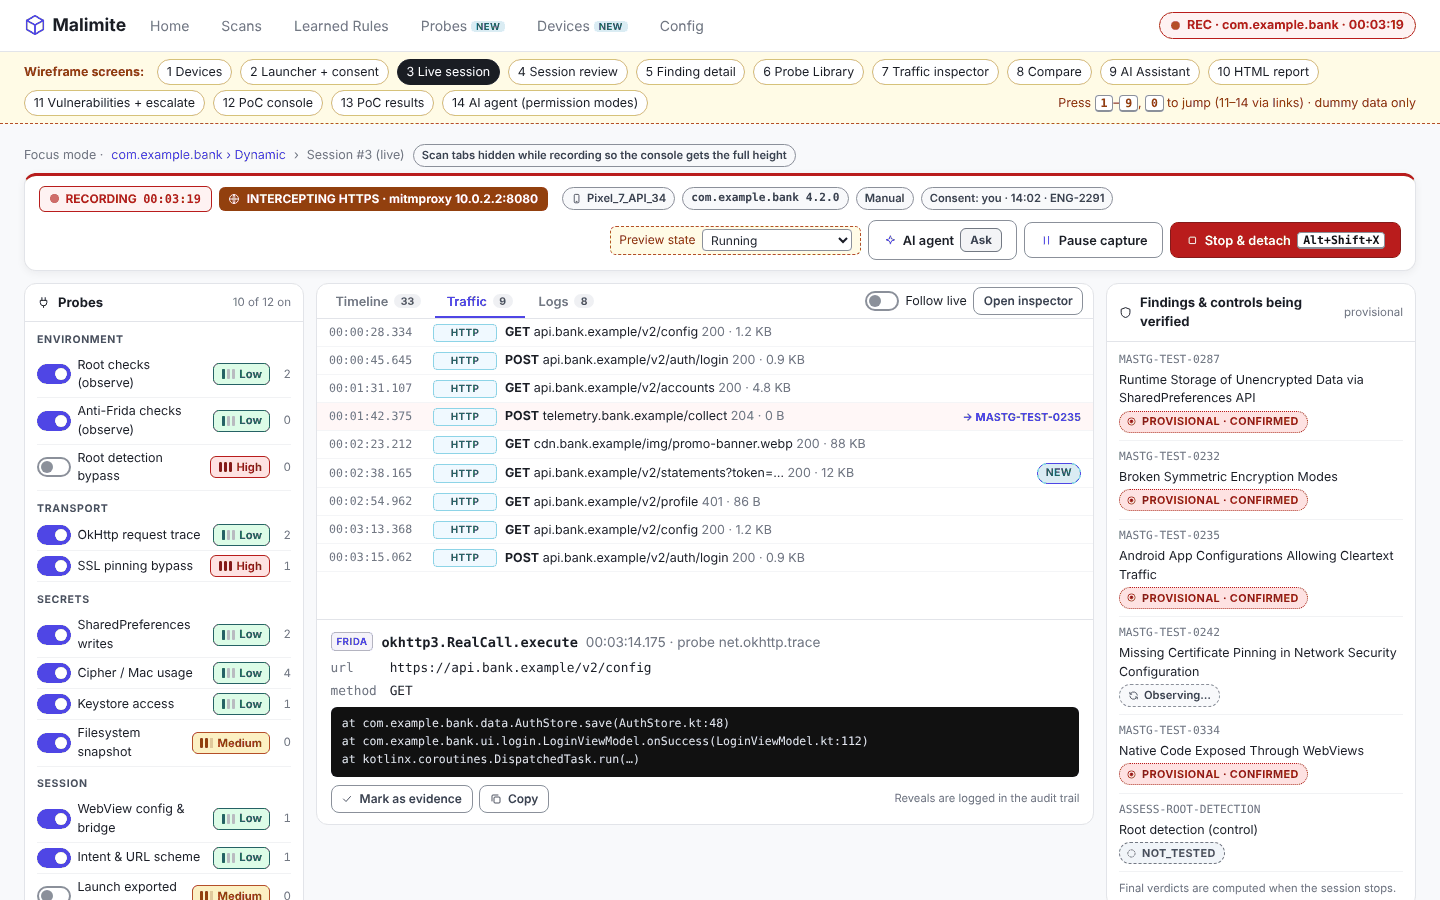 Malimite
Home
Scans
Learned Rules
Probes NEW
Devices NEW
Config
REC · com.example.bank · 00:03:19
Wireframe screens:
1 Devices
2 Launcher + consent
3 Live session
4 Session review
5 Finding detail
6 Probe Library
7 Traffic inspector
8 Compare
9 AI Assistant
10 HTML report
11 Vulnerabilities + escalate
12 PoC console
13 PoC results
14 AI agent (permission modes)
Press 1–9, 0 to jump (11–14 via links) · dummy data only
Focus mode · com.example.bank › Dynamic › Session #3 (live)
Scan tabs hidden while recording so the console gets the full height
RECORDING 00:03:19
INTERCEPTING HTTPS · mitmproxy 10.0.2.2:8080
Pixel_7_API_34
com.example.bank 4.2.0
Manual
Consent: you · 14:02 · ENG-2291
Preview state Running
AI agent Ask
Pause capture
Stop & detach Alt+Shift+X
Probes
10 of 12 on
ENVIRONMENT
Root checks
(observe)
Low 2
Anti-Frida checks
(observe)
Low 0
Root detection
bypass
High 0
TRANSPORT
OkHttp request trace Low 2
SSL pinning bypass High 1
SECRETS
SharedPreferences
writes
Low 2
Cipher / Mac usage Low 4
Keystore access Low 1
Filesystem
snapshot
Medium 0
SESSION
WebView config &
bridge
Low 1
Intent & URL scheme Low 1
Launch exported
Medium 0
Timeline 33
Traffic 9
Logs 8
Follow live
Open inspector
00:00:28.334 HTTP GET api.bank.example/v2/config 200 · 1.2 KB
00:00:45.645 HTTP POST api.bank.example/v2/auth/login 200 · 0.9 KB
00:01:31.107 HTTP GET api.bank.example/v2/accounts 200 · 4.8 KB
00:01:42.375 HTTP POST telemetry.bank.example/collect 204 · 0 B → MASTG-TEST-0235
00:02:23.212 HTTP GET cdn.bank.example/img/promo-banner.webp 200 · 88 KB
00:02:38.165 HTTP GET api.bank.example/v2/statements?token=… 200 · 12 KB NEW
00:02:54.962 HTTP GET api.bank.example/v2/profile 401 · 86 B
00:03:13.368 HTTP GET api.bank.example/v2/config 200 · 1.2 KB
00:03:15.062 HTTP POST api.bank.example/v2/auth/login 200 · 0.9 KB
FRIDA okhttp3.RealCall.execute 00:03:14.175 · probe net.okhttp.trace
url https://api.bank.example/v2/config
method GET
at com.example.bank.data.AuthStore.save(AuthStore.kt:48)
at com.example.bank.ui.login.LoginViewModel.onSuccess(LoginViewModel.kt:112)
at kotlinx.coroutines.DispatchedTask.run(…)
Mark as evidence
Copy
Reveals are logged in the audit trail
Findings & controls being
verified
provisional
MASTG-TEST-0287
Runtime Storage of Unencrypted Data via
SharedPreferences API
PROVISIONAL · CONFIRMED
MASTG-TEST-0232
Broken Symmetric Encryption Modes
PROVISIONAL · CONFIRMED
MASTG-TEST-0235
Android App Configurations Allowing Cleartext
Traffic
PROVISIONAL · CONFIRMED
MASTG-TEST-0242
Missing Certificate Pinning in Network Security
Configuration
Observing…
MASTG-TEST-0334
Native Code Exposed Through WebViews
PROVISIONAL · CONFIRMED
ASSESS-ROOT-DETECTION
Root detection (control)
NOT_TESTED
Final verdicts are computed when the session stops.